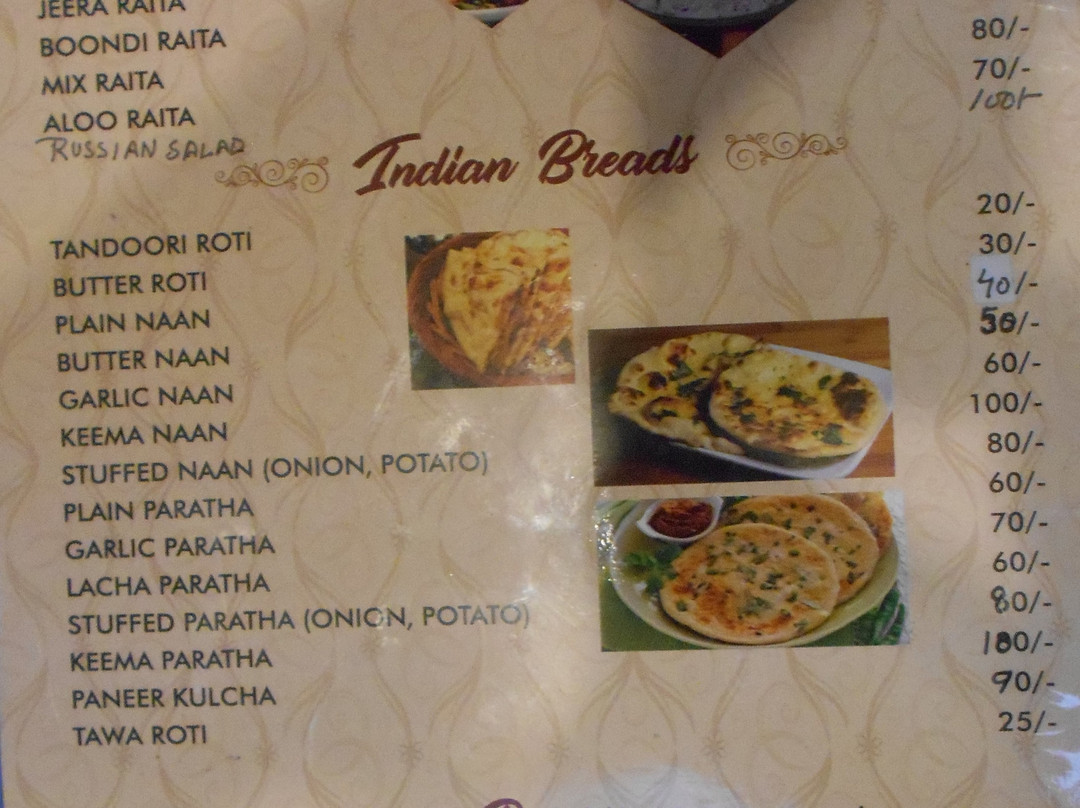 JEERA RAITA
BOONDI RAITA
MIX RAITA 80/-
ALOO RAITA 70/-
RUSSIAN SALAD 100/-
Indian Breads
TANDOORI ROTI 20/-
BUTTER ROTI 30/-
PLAIN NAAN 40/-
BUTTER NAAN 50/-
GARLIC NAAN 60/-
KEEMA NAAN 100/-
STUFFED NAAN (ONION, POTATO) 80/-
PLAIN PARATHA 60/-
GARLIC PARATHA 70/-
LACHA PARATHA 60/-
STUFFED PARATHA (ONION, POTATO) 80/-
KEEMA PARATHA
PANEER KULCHA 90/-
TAWA ROTI 25/-